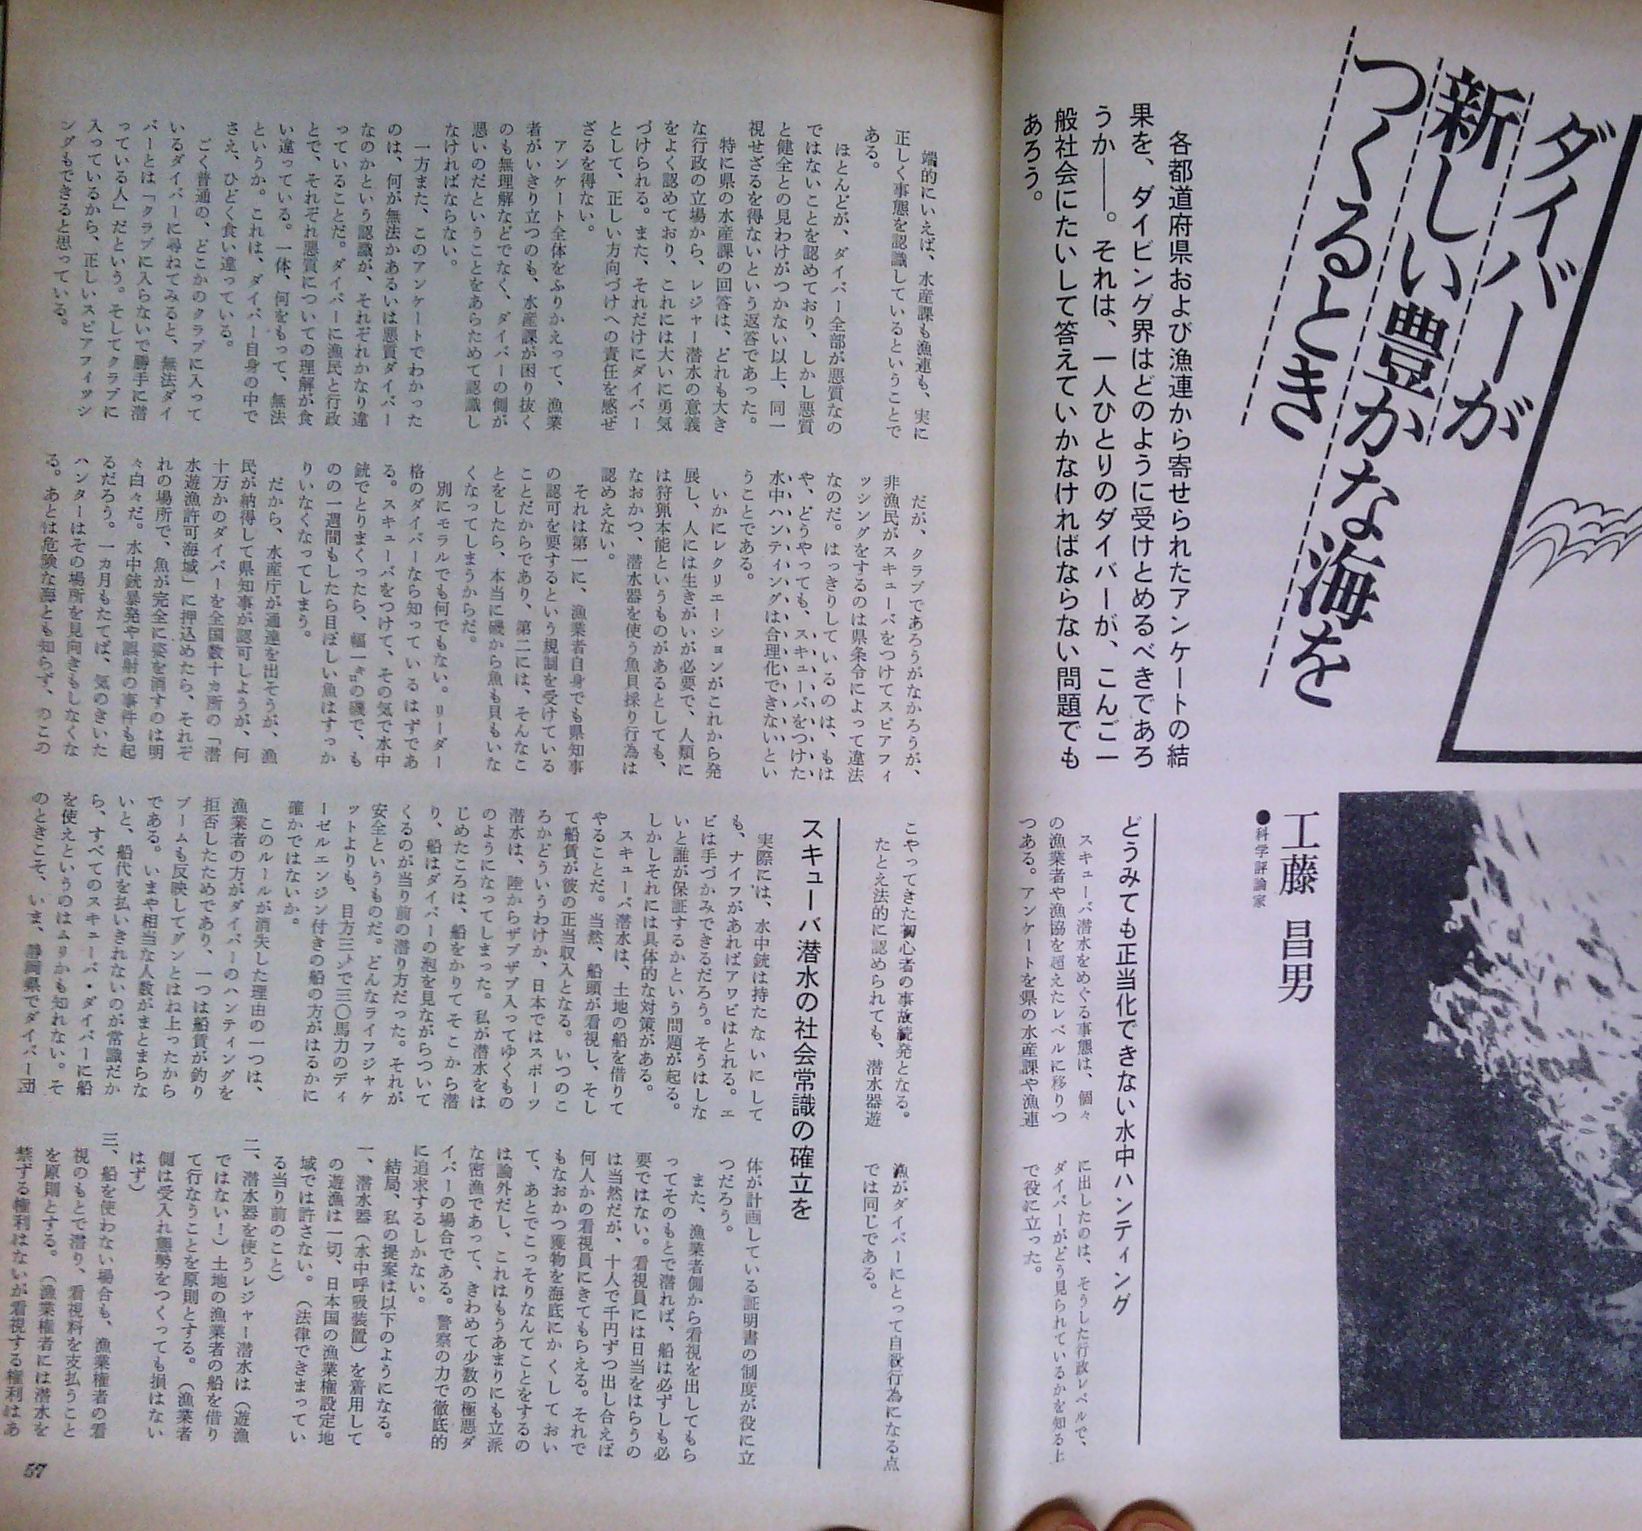 ダイバーが
新しい豊かな海を
つくるとき
工藤 昌男
●科学評論家
各都道府県および漁連から寄せられたアンケートの結
果を、ダイビング界はどのように受けとめるべきであろ
うか――。それは、一人ひとりのダイバーが、こんご一
般社会にたいして答えていかなければならない問題でも
あろう。
どうみても正当化できない水中ハンティング
スキューバ潜水をめぐる事態は、個々
の漁業者や漁協を超えたレベルに移りつ
つある。アンケートを県の水産課や漁連
に出したのは、そうした行政レベルで、
ダイバーがどう見られているかを知る上
で役に立った。
端的にいえば、水産課も漁連も、実に
正しく事態を認識しているということで
ある。
ほとんどが、ダイバー全部が悪質なの
ではないことを認めており、しかし悪質
と健全との見わけがつかない以上、同一
視せざるを得ないという返答であった。
特に県の水産課の回答は、どれも大き
な行政の立場から、レジャー潜水の意義
をよく認めており、これには大いに勇気
づけられる。また、それだけにダイバー
として、正しい方向づけへの責任を感ぜ
ざるを得ない。
アンケート全体をふりかえって、漁業
者がいきり立つのも、水産課が困り抜く
のも無理解などでなく、ダイバーの側が
悪いのだということをあらためて認識し
なければならない。
一方また、このアンケートでわかった
のは、何が無法かあるいは悪質ダイバー
なのかという認識が、それぞれかなり違
っていることだ。ダイバーに漁民と行政
とで、それぞれ悪質についての理解が食
い違っている。一体、何をもって、無法
というか。これは、ダイバー自身の中で
さえ、ひどく食い違っている。
ごく普通の、どこかのクラブに入って
いるダイバーに尋ねてみると、無法ダイ
バーとは「クラブに入らないで勝手に潜
っている人」だという。そしてクラブに
入っているから、正しいスピアフィッシ
ングもできると思っている。
だが、クラブであろうがなかろうが、
非漁民がスキューバをつけてスピアフィ
ッシングをするのは県条令によって違法
なのだ。はっきりしているのは、もは
や、どうやっても、スキューバをつけた
水中ハンティングは合理化できないとい
うことである。
いかにレクリエーションがこれから発
展し、人には生きがいが必要で、人類に
は狩猟本能というものがあるとしても、
なおかつ、潜水器を使う魚貝採り行為は
認めえない。
それは第一に、漁業者自身でも県知事
の認可を要するという規制を受けている
ことだからであり、第二には、そんなこ
とをしたら、本当に磯から魚も貝もいな
くなってしまうからだ。
別にモラルでも何でもない。リーダー
格のダイバーなら知っているはずであ
る。スキューバをつけて、その気で水中
銃でとりまくったら、幅一㌔の磯で、も
のの一週間もしたら目ぼしい魚はすっか
りいなくなってしまう。
だから、水産庁が通達を出そうが、漁
民が納得して県知事が認可しようが、何
十万かのダイバーを全国数十ヵ所の「潜
水遊漁許可海域」に押込めたら、それぞ
れの場所で、魚が完全に姿を消すのは明
々白々だ。水中銃暴発や誤射の事件も起
るだろう。一ヵ月もたてば、気のきいた
ハンターはその場所を見向きもしなくな
る。あとは危険な海とも知らず、のこの
こやってきた初心者の事故続発となる。
たとえ法的に認められても、潜水器遊
漁がダイバーにとって自殺行為になる点
では同じである。
スキューバ潜水の社会常識の確立を
実際には、水中銃は持たないにして
も、ナイフがあればアワビはとれる。エ
ビは手づかみできるだろう。そうはしな
いと誰が保証するかという問題が起る。
しかしそれには具体的な対策がある。
スキューバ潜水は、土地の船を借りて
やることだ。当然、船頭が看視し、そし
て船賃が彼の正当収入となる。いつのこ
ろかどういうわけか、日本ではスポーツ
潜水は、陸からザブザブ入ってゆくもの
のようになってしまった。私が潜水をは
じめたころは、船をかりてそこから潜
り、船はダイバーの泡を見ながらついて
くるのが当り前の潜り方だった。それが
安全というものだ。どんなライフジャケ
ットよりも、目方三㌧で三〇馬力のディ
ーゼルエンジン付きの船の方がはるかに
確かではないか。
このルールが消失した理由の一つは、
漁業者の方がダイバーのハンティングを
拒否したためであり、一つは船賃が釣り
ブームも反映してグンとはね上ったから
である。いまや相当な人数がまとまらな
いと、船代を払いきれないのが常識だか
ら、すべてのスキューバ・ダイバーに船
を使えというのはムリかも知れない。そ
のときこそ、いま、静岡県でダイバー団
体が計画している証明書の制度が役に立
つだろう。
また、漁業者側から看視を出してもら
ってそのもとで潜れば、船は必ずしも必
要ではない。看視員には日当をはらうの
は当然だが、十人で千円ずつ出し合えば
何人かの看視員にきてもらえる。それで
もなおかつ獲物を海底にかくしておい
て、あとでこっそりなんてことをするの
は論外だし、これはもうあまりにも立派
な密漁であって、きわめて少数の極悪ダ
イバーの場合である。警察の力で徹底的
に追求するしかない。
結局、私の提案は以下のようになる。
一、潜水器（水中呼吸装置）を着用して
の遊漁は一切、日本国の漁業権設定地
域では許さない。（法律できまってい
る当り前のこと）
二、潜水器を使うレジャー潜水は（遊漁
ではない！）土地の漁業者の船を借り
て行なうことを原則とする。（漁業者
側は受入れ態勢をつくっても損はない
はず）
三、船を使わない場合も、漁業権者の看
視のもとで潜り、看視料を支払うこと
を原則とする。（漁業権者には潜水を
禁ずる権利はないが看視する権利はあ
57